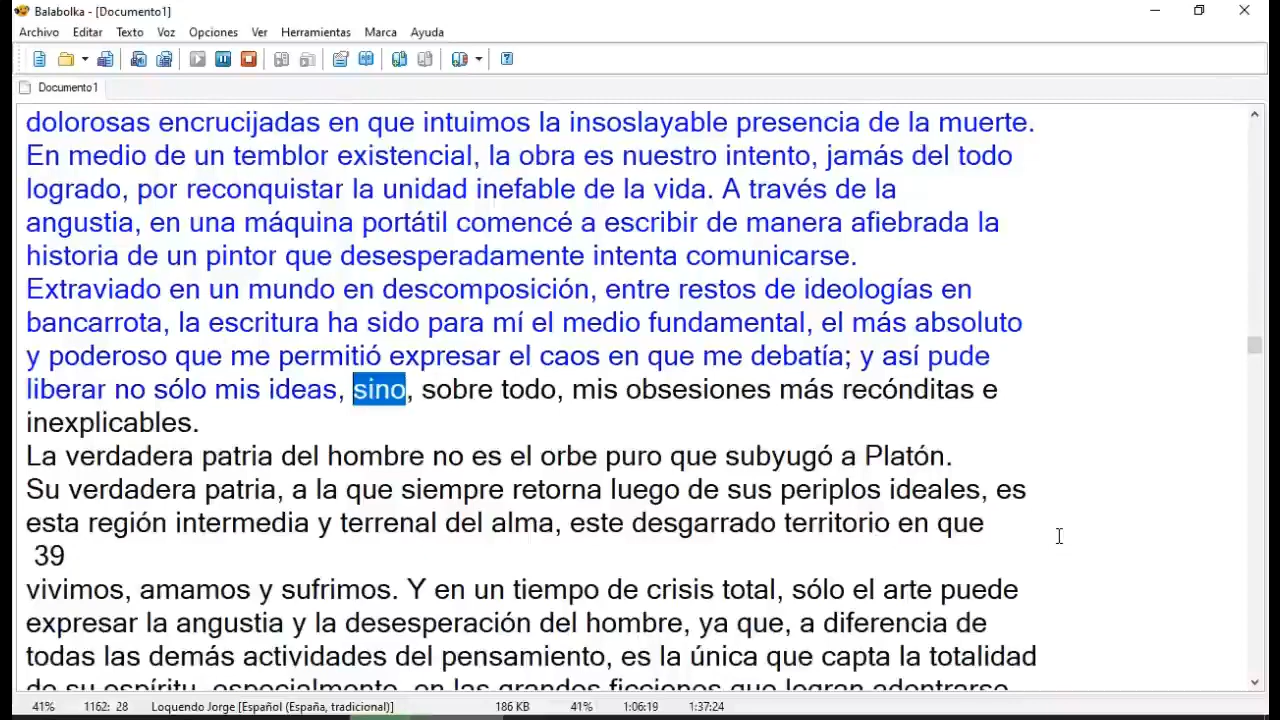 Balabolka - [Documento1]
Archivo Editar Texto Voz Opciones Ver Herramientas Marca Ayuda
Documento1
dolorosas encrucijadas en que intuimos la insoslayable presencia de la muerte.
En medio de un temblor existencial, la obra es nuestro intento, jamás del todo
logrado, por reconquistar la unidad inefable de la vida. A través de la
angustia, en una máquina portátil comencé a escribir de manera afiebrada la
historia de un pintor que desesperadamente intenta comunicarse.
Extraviado en un mundo en descomposición, entre restos de ideologías en
bancarrota, la escritura ha sido para mí el medio fundamental, el más absoluto
y poderoso que me permitió expresar el caos en que me debatía; y así pude
liberar no sólo mis ideas, sino, sobre todo, mis obsesiones más recónditas e
inexplicables.
La verdadera patria del hombre no es el orbe puro que subyugó a Platón.
Su verdadera patria, a la que siempre retorna luego de sus periplos ideales, es
esta región intermedia y terrenal del alma, este desgarrado territorio en que
39
vivimos, amamos y sufrimos. Y en un tiempo de crisis total, sólo el arte puede
expresar la angustia y la desesperación del hombre, ya que, a diferencia de
todas las demás actividades del pensamiento, es la única que capta la totalidad
de su espíritu, especialmente, en las grandes ficciones que logran adentrarse
41% 1162: 28 Loquendo Jorge [Español (España, tradicional)] 186 KB 41% 1:06:19 1:37:24